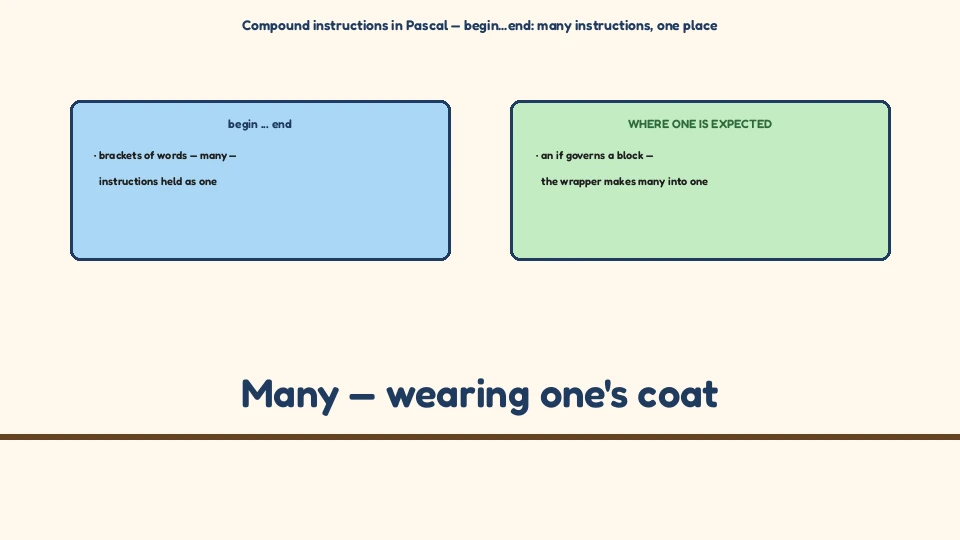 Compound instructions in Pascal — begin...end: many instructions, one place
begin ... end
· brackets of words — many —
instructions held as one
WHERE ONE IS EXPECTED
· an if governs a block —
the wrapper makes many into one
Many — wearing one's coat